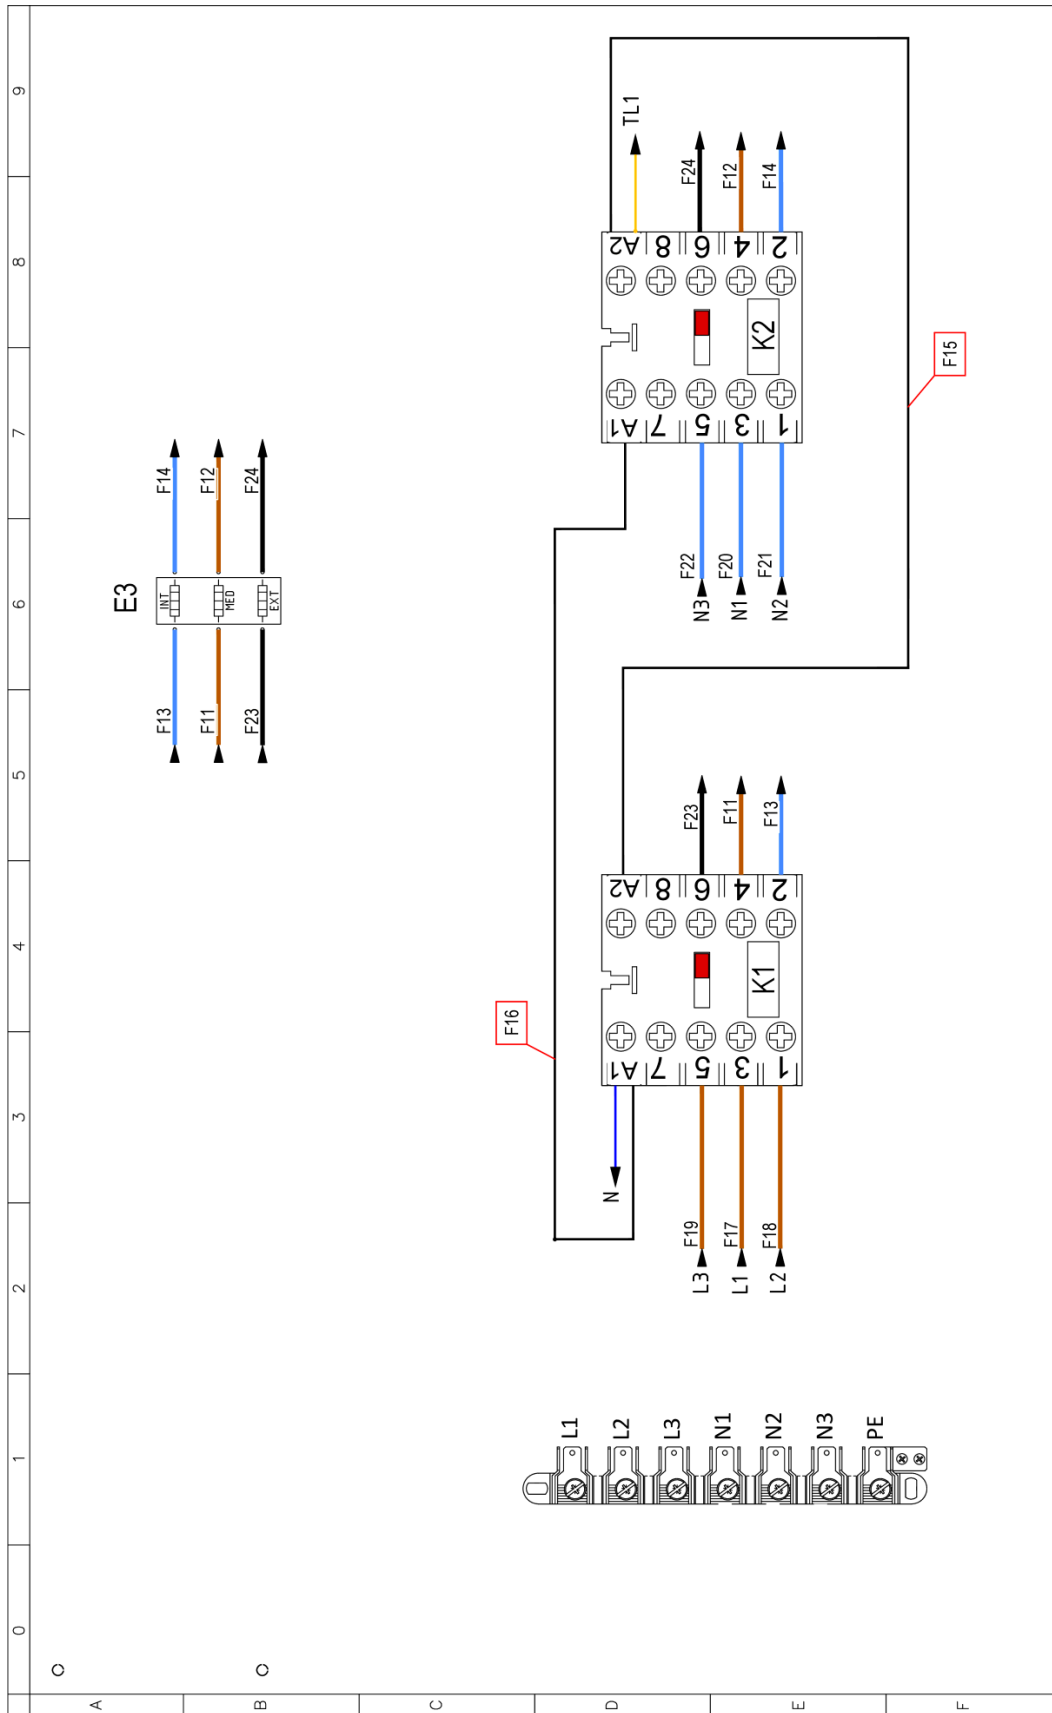 0 1 2 3 4 5 6 7 8 9
A
B
C
D
E
F
E3
F13 INT F14
F11 MED F12
F23 EXT F24
F16
F15
L1
L2
L3
N1
N2
N3
PE
N A1 A2
7 8
L3 F19 5 6 F23
L1 F17 3 4 F11
L2 F18 1 2 F13
K1
A1 A2 TL1
7 8
N3 F22 5 6 F24
N1 F20 3 4 F12
N2 F21 1 2 F14
K2